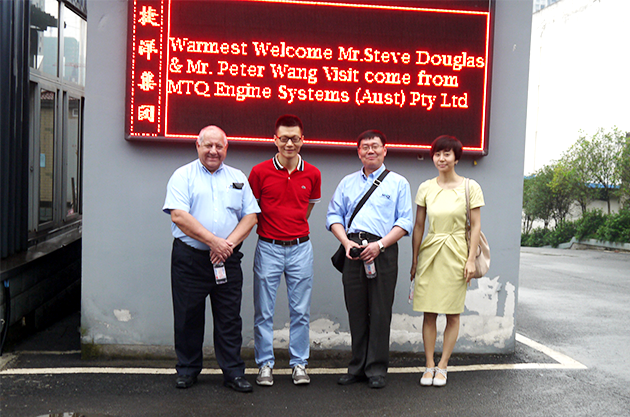 捷洋集团
Warmest Welcome Mr.Steve Douglas
& Mr. Peter Wang Visit come from
MTQ Engine Systems (Aust) Pty Ltd
MTQ